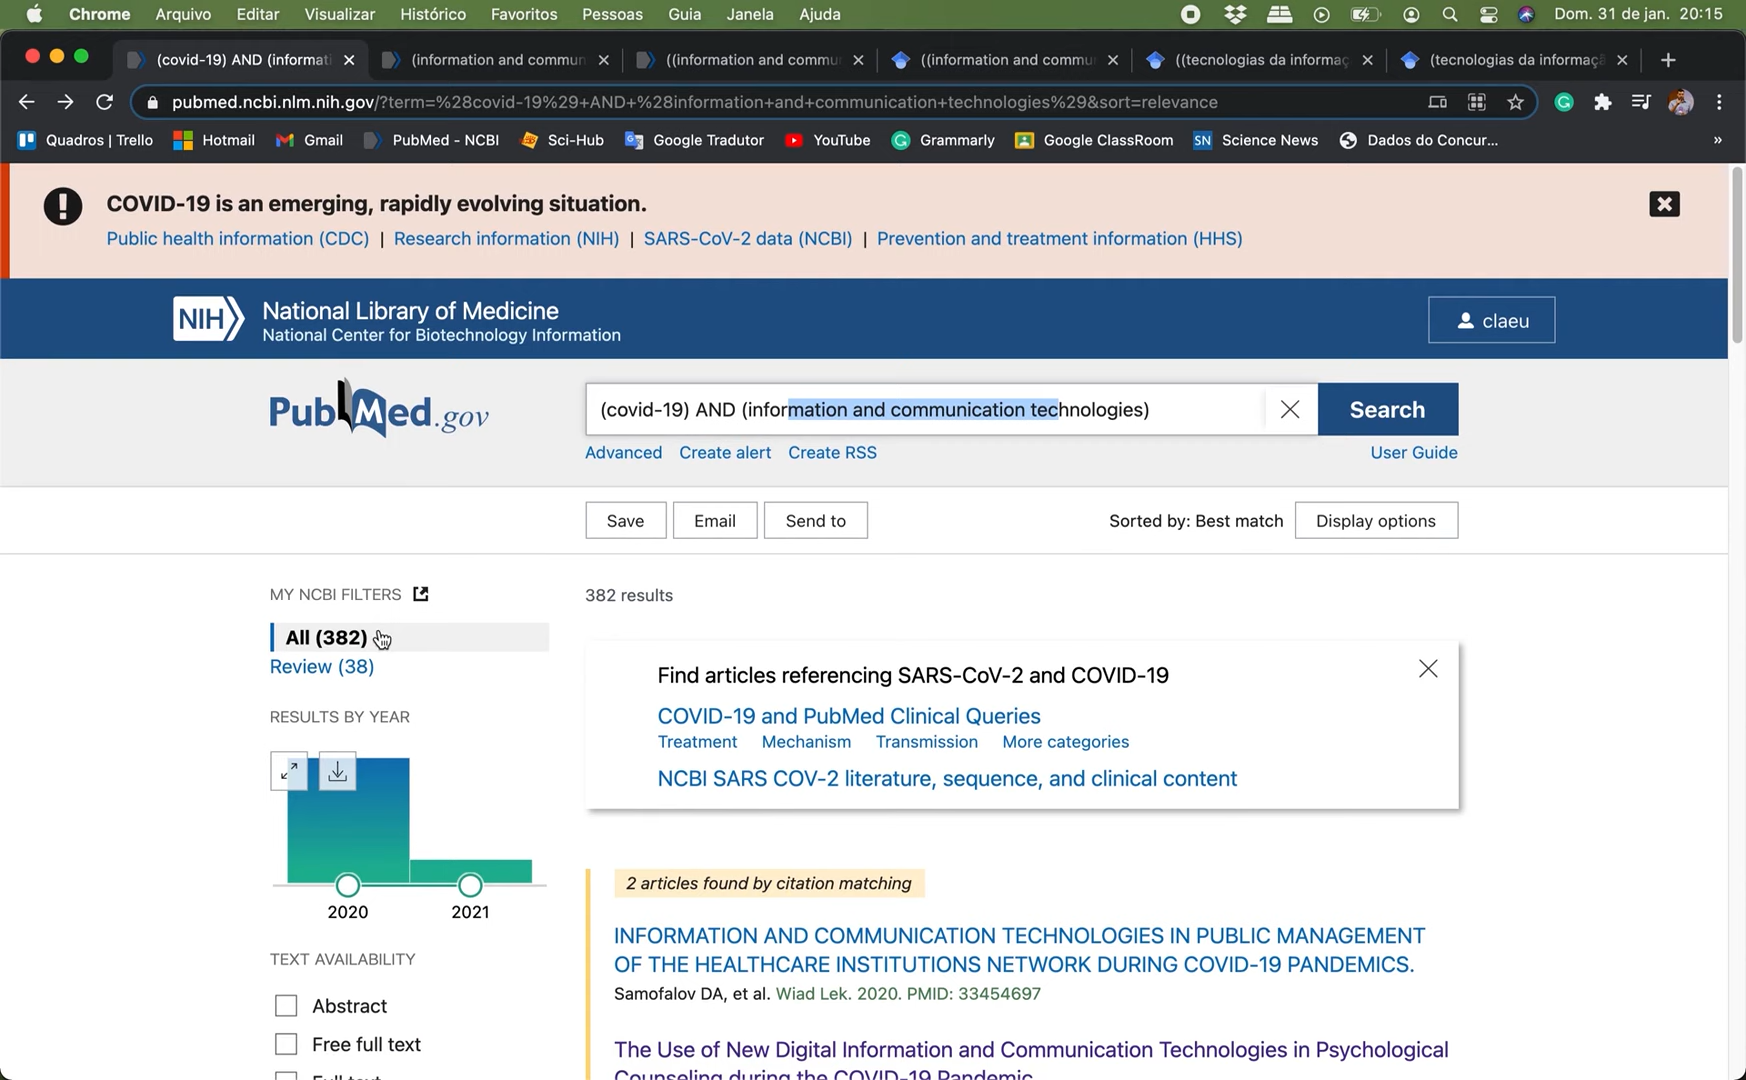 Chrome Arquivo Editar Visualizar Histórico Favoritos Pessoas Guia Janela Ajuda Dom. 31 de jan. 20:15
(covid-19) AND (informati (information and commun ((information and commu ((information and commu ((tecnologias da informaç (tecnologias da informaçã
pubmed.ncbi.nlm.nih.gov/?term=%28covid-19%29+AND+%28information+and+communication+technologies%29&sort=relevance
Quadros | Trello Hotmail Gmail PubMed - NCBI Sci-Hub Google Tradutor YouTube Grammarly Google ClassRoom SN Science News Dados do Concur... »
COVID-19 is an emerging, rapidly evolving situation.
Public health information (CDC) | Research information (NIH) | SARS-CoV-2 data (NCBI) | Prevention and treatment information (HHS)
NIH National Library of Medicine
National Center for Biotechnology Information
claeu
PubMed.gov
(covid-19) AND (information and communication technologies)
Search
Advanced Create alert Create RSS User Guide
Save Email Send to Sorted by: Best match Display options
MY NCBI FILTERS
382 results
All (382)
Review (38)
Find articles referencing SARS-CoV-2 and COVID-19
COVID-19 and PubMed Clinical Queries
Treatment Mechanism Transmission More categories
NCBI SARS COV-2 literature, sequence, and clinical content
RESULTS BY YEAR
2020 2021
2 articles found by citation matching
INFORMATION AND COMMUNICATION TECHNOLOGIES IN PUBLIC MANAGEMENT
OF THE HEALTHCARE INSTITUTIONS NETWORK DURING COVID-19 PANDEMICS.
Samofalov DA, et al. Wiad Lek. 2020. PMID: 33454697
The Use of New Digital Information and Communication Technologies in Psychological
Counseling during the COVID-19 Pandemic
TEXT AVAILABILITY
Abstract
Free full text
Full text